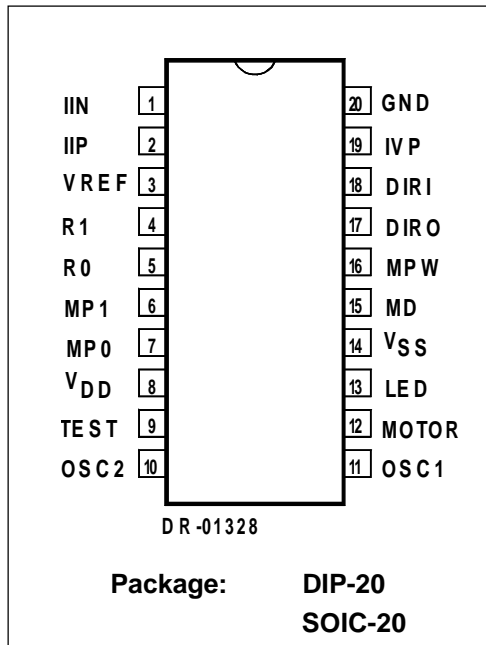 IIN 1 20 GND
IIP 2 19 IVP
VREF 3 18 DIRI
R1 4 17 DIRO
R0 5 16 MPW
MP1 6 15 MD
MP0 7 14 VSS
VDD 8 13 LED
TEST 9 12 MOTOR
OSC2 10 11 OSC1
DR-01328
Package: DIP-20
SOIC-20